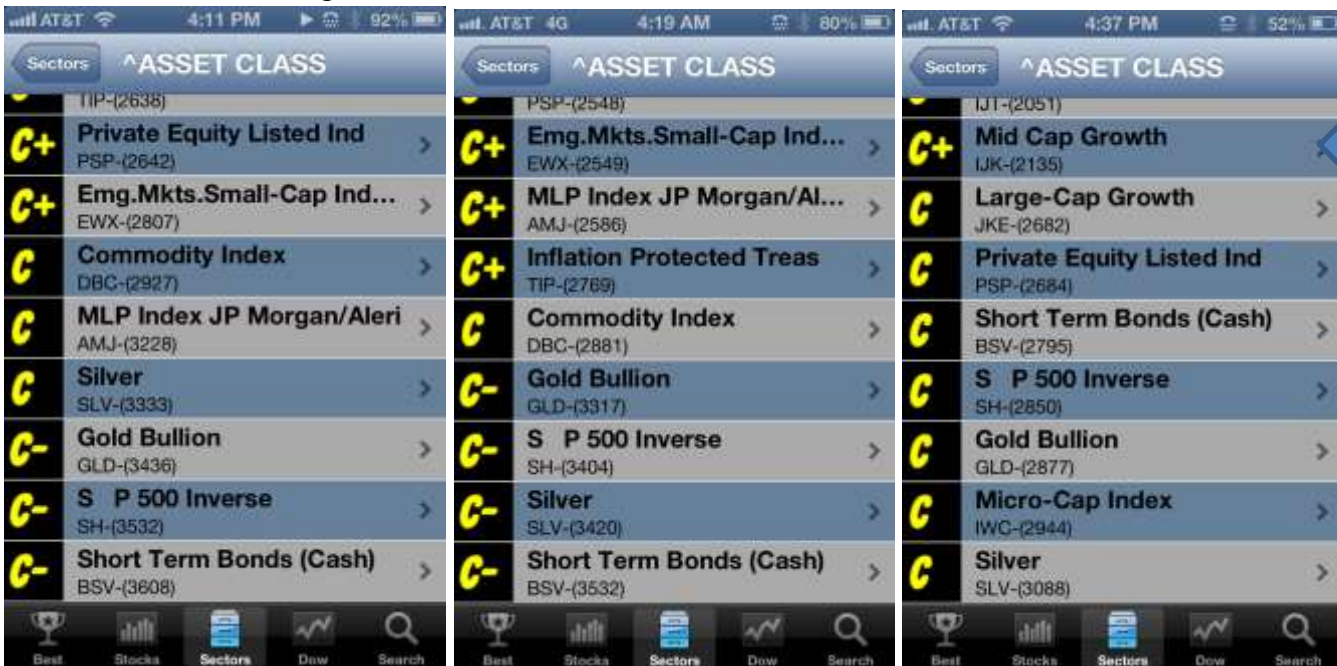 AT&T 4:11 PM 92%
Sectors ^ASSET CLASS
TIP-(2638)
C+ Private Equity Listed Ind
PSP-(2642)
C+ Emg.Mkts.Small-Cap Ind...
EWX-(2807)
C Commodity Index
DBC-(2927)
C MLP Index JP Morgan/Aleri
AMJ-(3228)
C Silver
SLV-(3333)
C- Gold Bullion
GLD-(3436)
C- S P 500 Inverse
SH-(3532)
C- Short Term Bonds (Cash)
BSV-(3608)
Best Stocks Sectors Dow Search
AT&T 4G 4:19 AM 80%
Sectors ^ASSET CLASS
PSP-(2548)
C+ Emg.Mkts.Small-Cap Ind...
EWX-(2549)
C+ MLP Index JP Morgan/Al...
AMJ-(2586)
C+ Inflation Protected Treas
TIP-(2769)
C Commodity Index
DBC-(2881)
C- Gold Bullion
GLD-(3317)
C- S P 500 Inverse
SH-(3404)
C- Silver
SLV-(3420)
C- Short Term Bonds (Cash)
BSV-(3532)
Best Stocks Sectors Dow Search
AT&T 4:37 PM 52%
Sectors ^ASSET CLASS
IJT-(2051)
C+ Mid Cap Growth
IJK-(2135)
C Large-Cap Growth
JKE-(2682)
C Private Equity Listed Ind
PSP-(2684)
C Short Term Bonds (Cash)
BSV-(2795)
C S P 500 Inverse
SH-(2850)
C Gold Bullion
GLD-(2877)
C Micro-Cap Index
IWC-(2944)
C Silver
SLV-(3088)
Best Stocks Sectors Dow Search